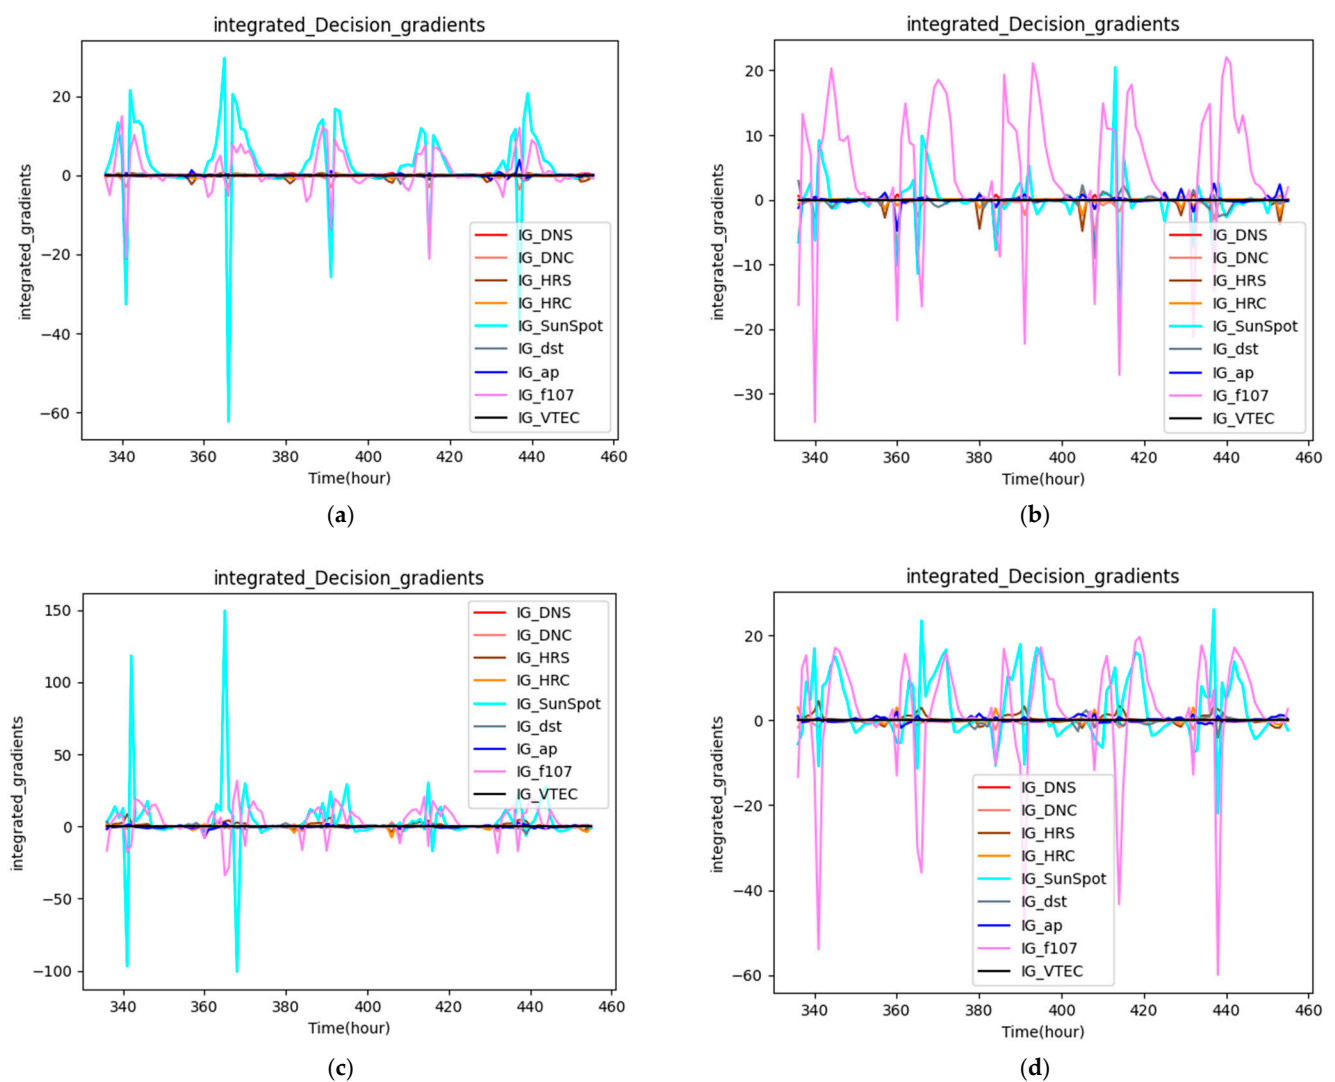 integrated_Decision_gradients
20
0
−20
−40
−60
integrated_gradients
IG_DNS
IG_DNC
IG_HRS
IG_HRC
IG_SunSpot
IG_dst
IG_ap
IG_f107
IG_VTEC
340 360 380 400 420 440 460
Time(hour)
(a)
integrated_Decision_gradients
20
10
0
−10
−20
−30
integrated_gradients
IG_DNS
IG_DNC
IG_HRS
IG_HRC
IG_SunSpot
IG_dst
IG_ap
IG_f107
IG_VTEC
340 360 380 400 420 440 460
Time(hour)
(b)
integrated_Decision_gradients
150
100
50
0
−50
−100
integrated_gradients
IG_DNS
IG_DNC
IG_HRS
IG_HRC
IG_SunSpot
IG_dst
IG_ap
IG_f107
IG_VTEC
340 360 380 400 420 440 460
Time(hour)
(c)
integrated_Decision_gradients
20
0
−20
−40
−60
integrated_gradients
IG_DNS
IG_DNC
IG_HRS
IG_HRC
IG_SunSpot
IG_dst
IG_ap
IG_f107
IG_VTEC
340 360 380 400 420 440 460
Time(hour)
(d)